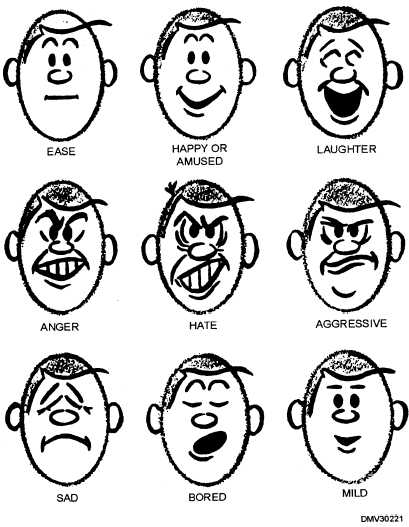 EASE
HAPPY OR
AMUSED
LAUGHTER
ANGER
HATE
AGGRESSIVE
SAD
BORED
MILD
DMV30221